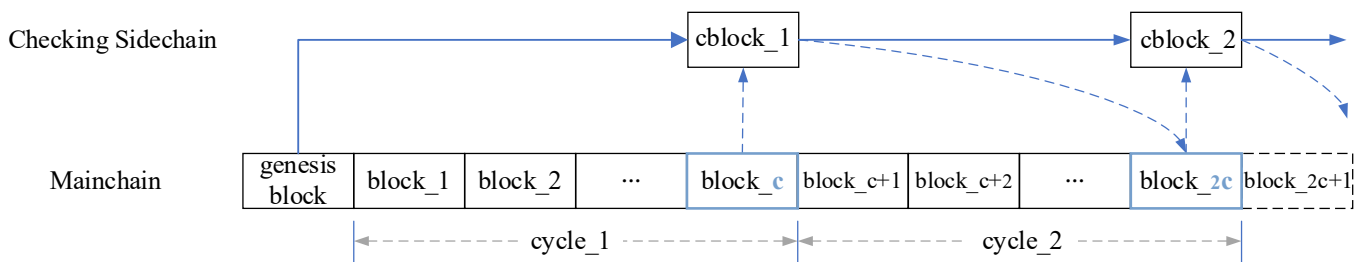 Checking Sidechain
cblock_1
cblock_2
Mainchain
genesis
block
block_1
block_2
...
block_c
block_c+1
block_c+2
...
block_2c
block_2c+1
cycle_1
cycle_2